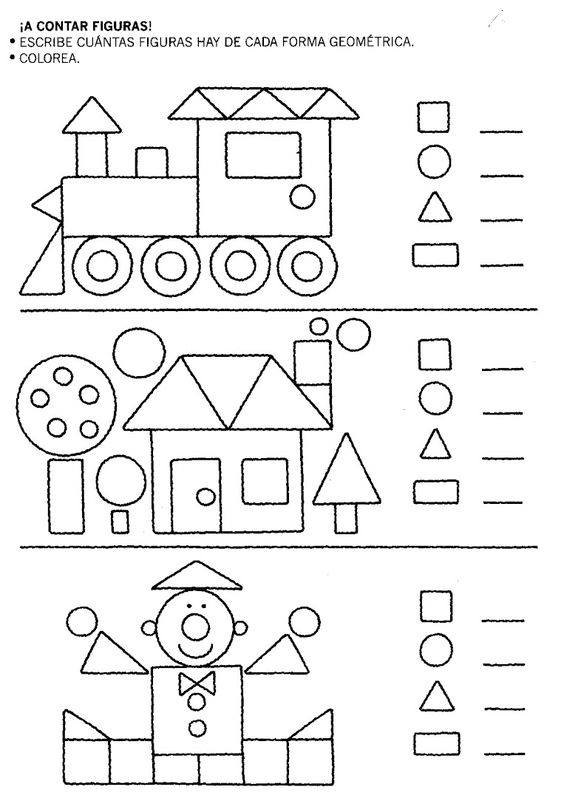 ¡A CONTAR FIGURAS!
• ESCRIBE CUÁNTAS FIGURAS HAY DE CADA FORMA GEOMÉTRICA.
• COLOREA.